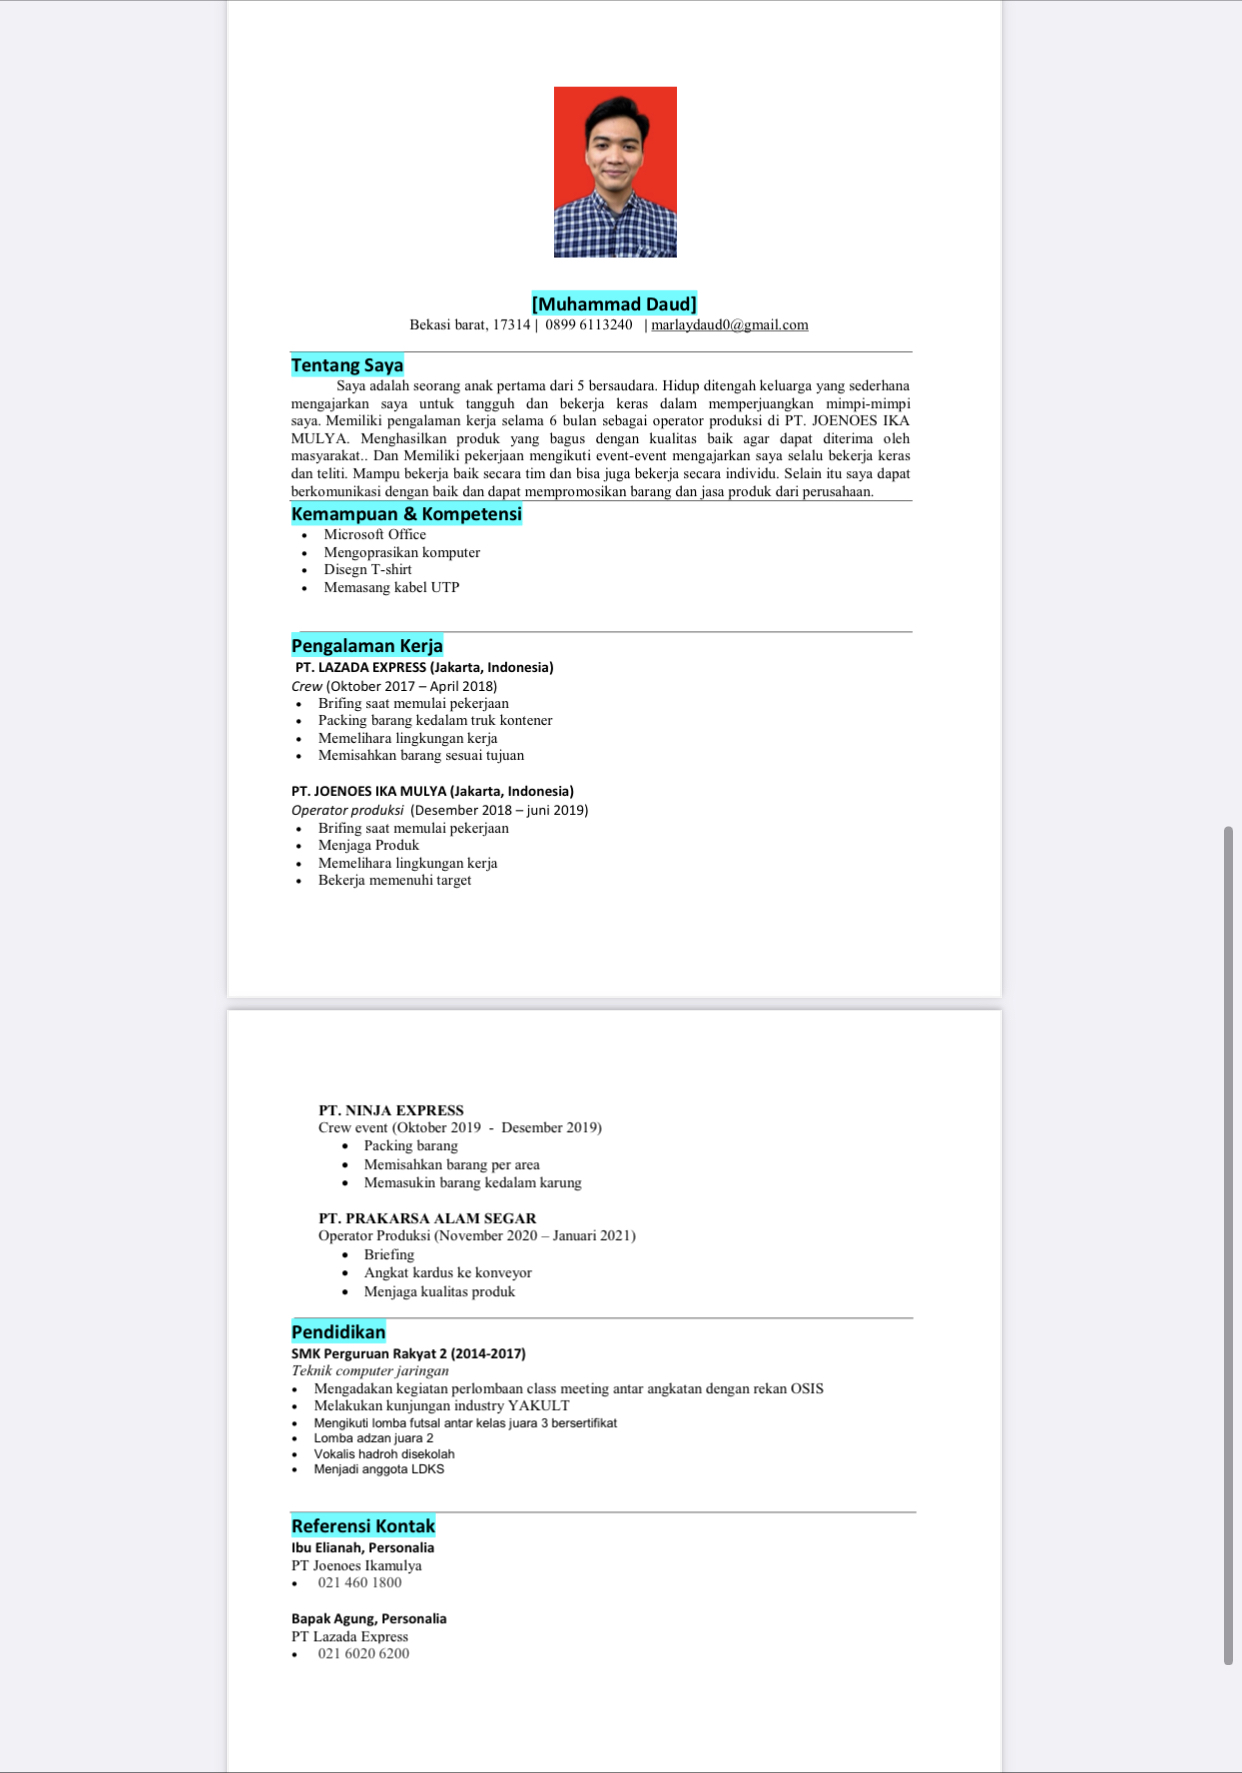 [Muhammad Daud]
Bekasi barat, 17314 | 0899 6113240 | marlaydaud0@gmail.com
Tentang Saya
Saya adalah seorang anak pertama dari 5 bersaudara. Hidup ditengah keluarga yang sederhana
mengajarkan saya untuk tangguh dan bekerja keras dalam memperjuangkan mimpi-mimpi
saya. Memiliki pengalaman kerja selama 6 bulan sebagai operator produksi di PT. JOENOES IKA
MULYA. Menghasilkan produk yang bagus dengan kualitas baik agar dapat diterima oleh
masyarakat.. Dan Memiliki pekerjaan mengikuti event-event mengajarkan saya selalu bekerja keras
dan teliti. Mampu bekerja baik secara tim dan bisa juga bekerja secara individu. Selain itu saya dapat
berkomunikasi dengan baik dan dapat mempromosikan barang dan jasa produk dari perusahaan.
Kemampuan & Kompetensi
• Microsoft Office
• Mengoprasikan komputer
• Disegn T-shirt
• Memasang kabel UTP
Pengalaman Kerja
PT. LAZADA EXPRESS (Jakarta, Indonesia)
Crew (Oktober 2017 – April 2018)
• Brifing saat memulai pekerjaan
• Packing barang kedalam truk kontener
• Memelihara lingkungan kerja
• Memisahkan barang sesuai tujuan
PT. JOENOES IKA MULYA (Jakarta, Indonesia)
Operator produksi (Desember 2018 – juni 2019)
• Brifing saat memulai pekerjaan
• Menjaga Produk
• Memelihara lingkungan kerja
• Bekerja memenuhi target
PT. NINJA EXPRESS
Crew event (Oktober 2019 - Desember 2019)
• Packing barang
• Memisahkan barang per area
• Memasukin barang kedalam karung
PT. PRAKARSA ALAM SEGAR
Operator Produksi (November 2020 – Januari 2021)
• Briefing
• Angkat kardus ke konveyor
• Menjaga kualitas produk
Pendidikan
SMK Perguruan Rakyat 2 (2014-2017)
Teknik computer jaringan
• Mengadakan kegiatan perlombaan class meeting antar angkatan dengan rekan OSIS
• Melakukan kunjungan industry YAKULT
• Mengikuti lomba futsal antar kelas juara 3 bersertifikat
• Lomba adzan juara 2
• Vokalis hadroh disekolah
• Menjadi anggota LDKS
Referensi Kontak
Ibu Elianah, Personalia
PT Joenoes Ikamulya
• 021 460 1800
Bapak Agung, Personalia
PT Lazada Express
• 021 6020 6200